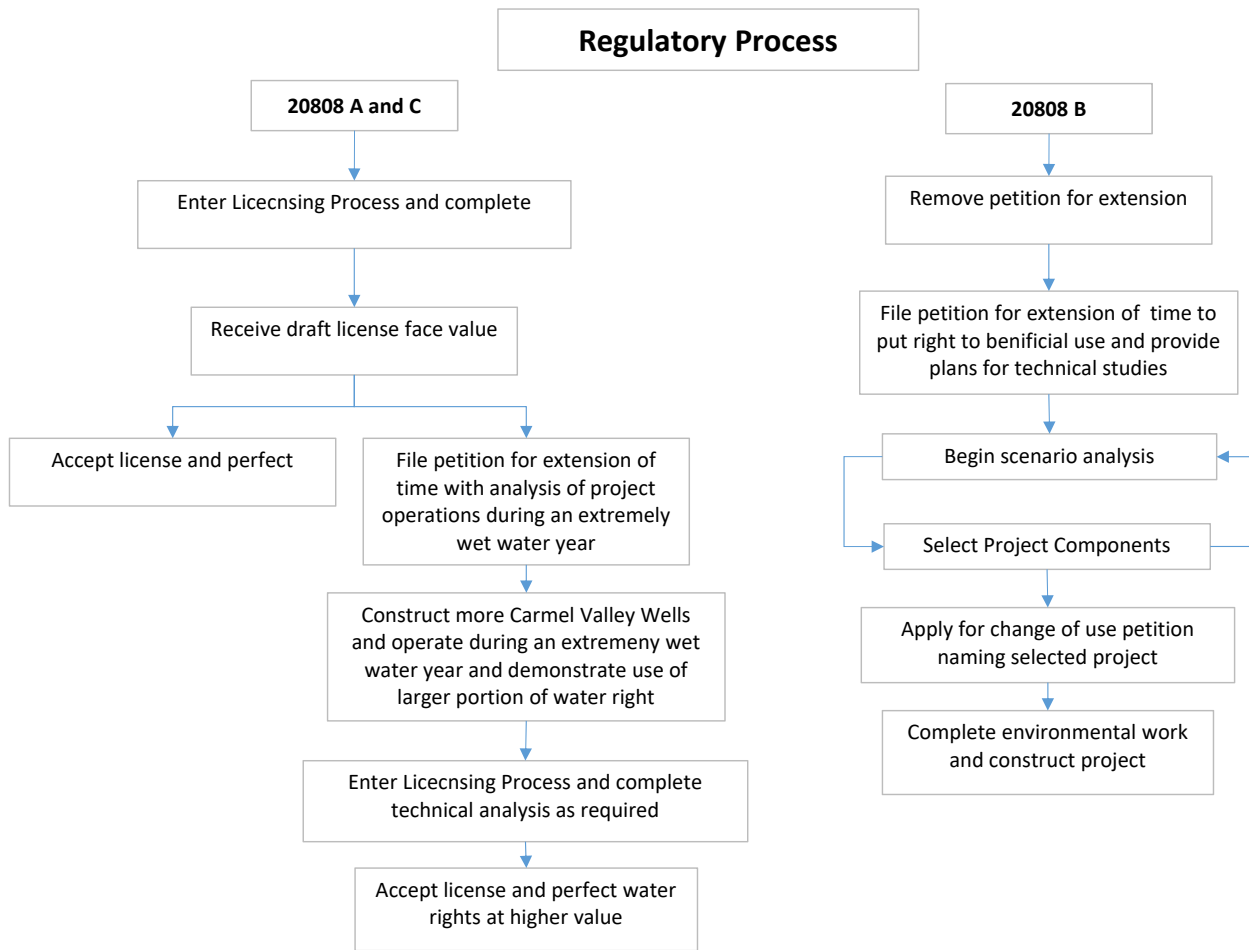 Regulatory Process
20808 A and C
Enter Licecnsing Process and complete
Receive draft license face value
Accept license and perfect
File petition for extension of
time with analysis of project
operations during an extremely
wet water year
Construct more Carmel Valley Wells
and operate during an extremeny wet
water year and demonstrate use of
larger portion of water right
Enter Licecnsing Process and complete
technical analysis as required
Accept license and perfect water
rights at higher value
20808 B
Remove petition for extension
File petition for extension of  time to
put right to benificial use and provide
plans for technical studies
Begin scenario analysis
Select Project Components
Apply for change of use petition
naming selected project
Complete environmental work
and construct project